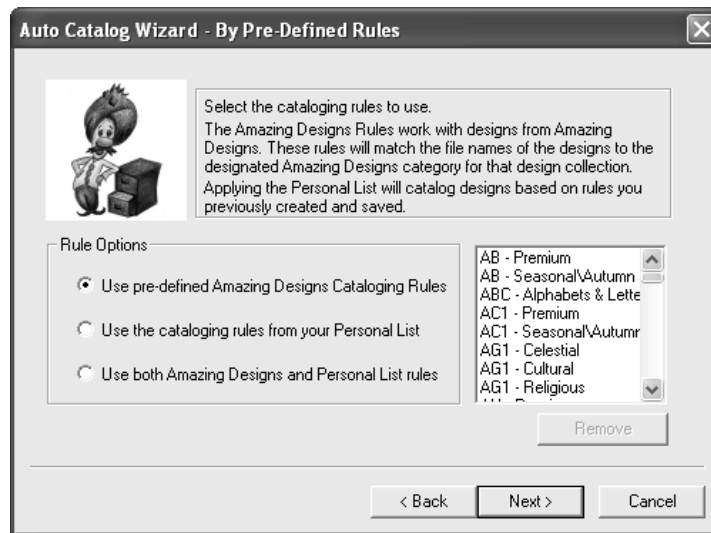 Auto Catalog Wizard - By Pre-Defined Rules
Select the cataloging rules to use.
The Amazing Designs Rules work with designs from Amazing
Designs. These rules will match the file names of the designs to the
designated Amazing Designs category for that design collection.
Applying the Personal List will catalog designs based on rules you
previously created and saved.
Rule Options
Use pre-defined Amazing Designs Cataloging Rules
Use the cataloging rules from your Personal List
Use both Amazing Designs and Personal List rules
AB - Premium
AB - Seasonal\Autumn
ABC - Alphabets & Lette
AC1 - Premium
AC1 - Seasonal\Autumr
AG1 - Celestial
AG1 - Cultural
AG1 - Religious
Remove
< Back
Next >
Cancel